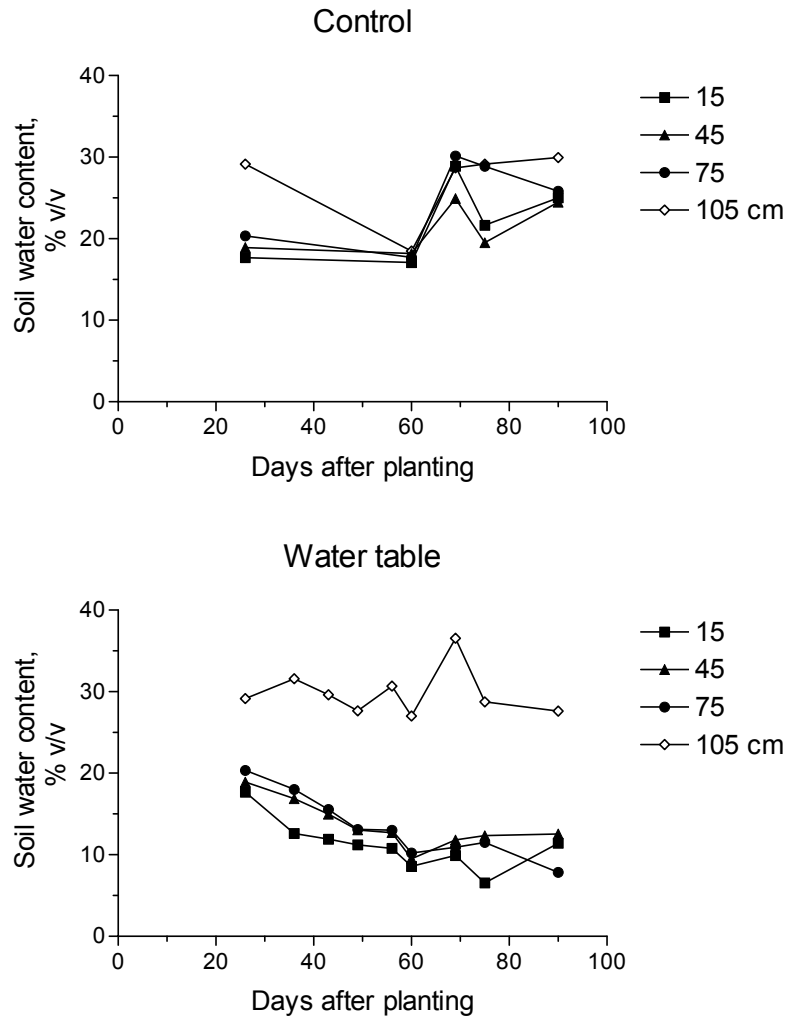 Control
Soil water content,
% v/v
40
30
20
10
0
0 20 40 60 80 100
Days after planting
15
45
75
105 cm
Water table
Soil water content,
% v/v
40
30
20
10
0
0 20 40 60 80 100
Days after planting
15
45
75
105 cm